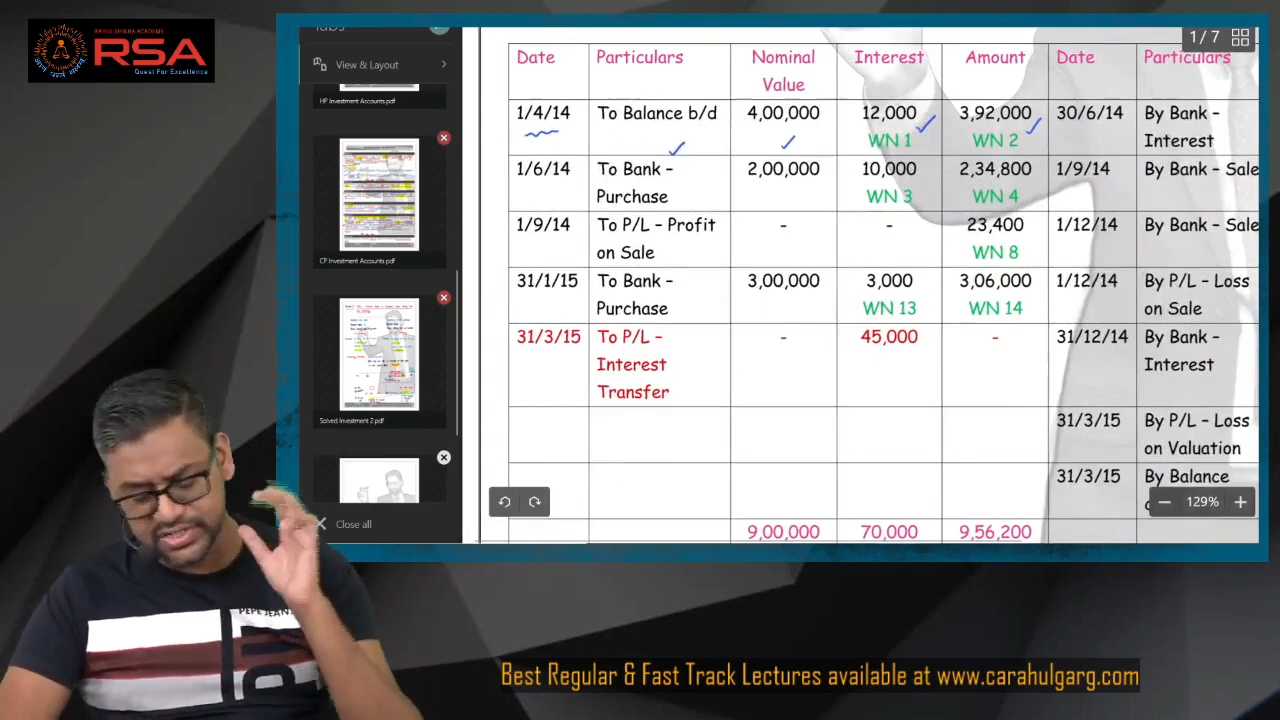 RAHUL SHIKHA ACADEMY
RSA
Quest For Excellence
View & Layout
HP Investment Accounts.pdf
CP Investment Accounts.pdf
Solved Investment 2.pdf
Close all
1 / 7
Date Particulars Nominal Value Interest Amount Date Particulars
1/4/14 To Balance b/d 4,00,000 12,000 WN 1 3,92,000 WN 2 30/6/14 By Bank – Interest
1/6/14 To Bank – Purchase 2,00,000 10,000 WN 3 2,34,800 WN 4 1/9/14 By Bank – Sale
1/9/14 To P/L – Profit on Sale - - 23,400 WN 8 1/12/14 By Bank – Sale
31/1/15 To Bank – Purchase 3,00,000 3,000 WN 13 3,06,000 WN 14 1/12/14 By P/L – Loss on Sale
31/3/15 To P/L – Interest Transfer - 45,000 - 31/12/14 By Bank – Interest
31/3/15 By P/L – Loss on Valuation
31/3/15 By Balance
9,00,000 70,000 9,56,200
129%
PEPE JEANS
Best Regular & Fast Track Lectures available at www.carahulgarg.com